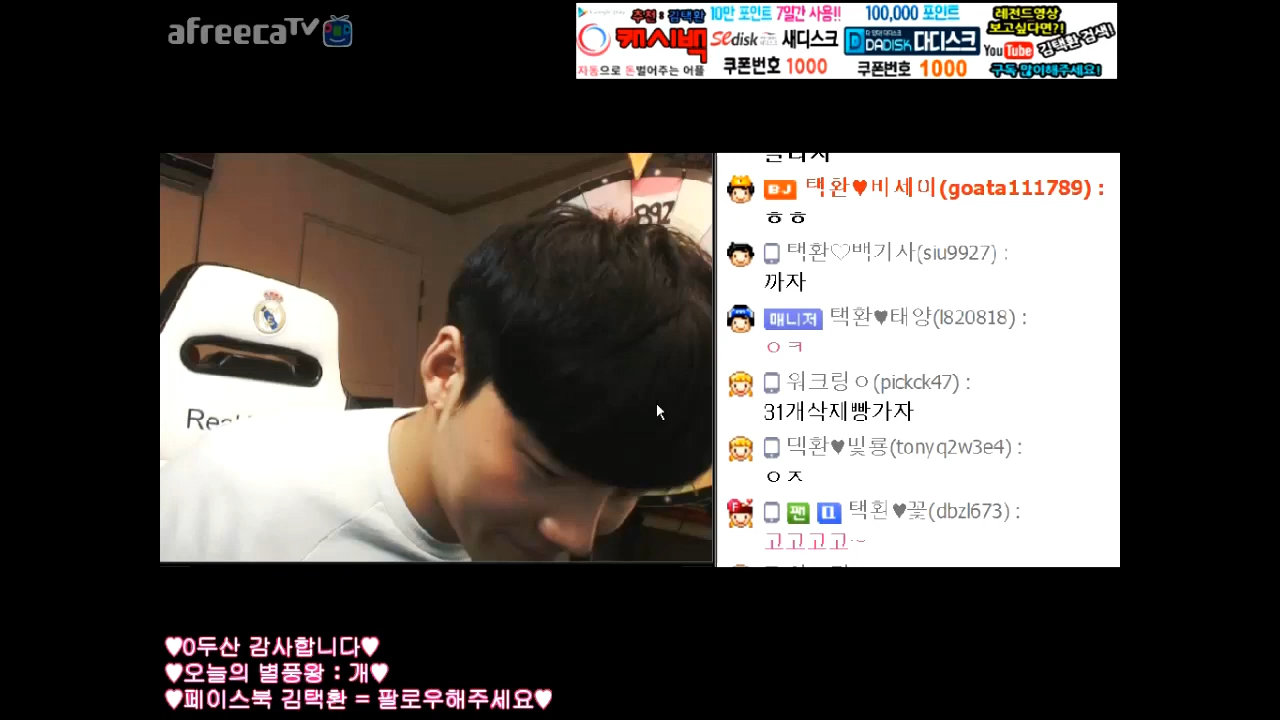 afreecaTV
추천 : 김택환
캐시백
자동으로 돈벌어주는 어플
10만 포인트 7일간 사용!!
Sedisk 새디스크
쿠폰번호 1000
100,000 포인트
DADISK 다디스크
쿠폰번호 1000
레전드영상
보고싶다면?!
YouTube 김택환 검색!
구독 많이해주세요!
892
Real
BJ 택환♥비세이(goata111789) :
ㅎㅎ
택환♡백기사(siu9927) :
까자
매니저 택환♥태양(l820818) :
ㅇㅋ
워크링ㅇ(pickck47) :
31개삭제빵가자
댁환♥빛룡(tonyq2w3e4) :
ㅇㅈ
F
팬 택환♥꽃(dbzl673) :
고고고고~
♥0두산 감사합니다♥
♥오늘의 별풍왕 : 개♥
♥페이스북 김택환 = 팔로우해주세요♥